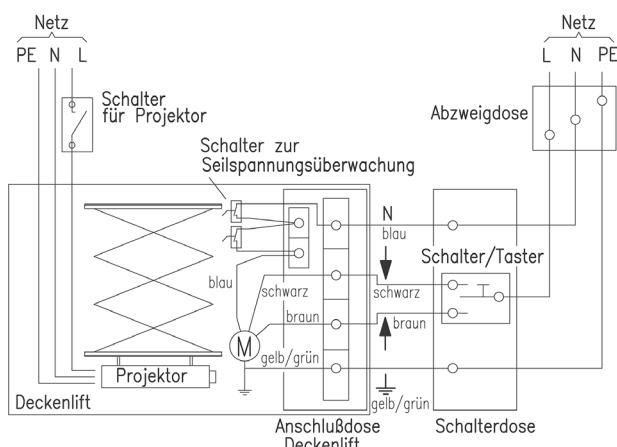 Netz
PE N L
Schalter
für Projektor
Schalter zur
Seilspannungsüberwachung
Netz
L N PE
Abzweigdose
N
blau
Schalter/Taster
blau
schwarz
schwarz
braun
braun
M
gelb/grün
Projektor
gelb/grün
Deckenlift
Anschlußdose
Deckenlift
Schalterdose